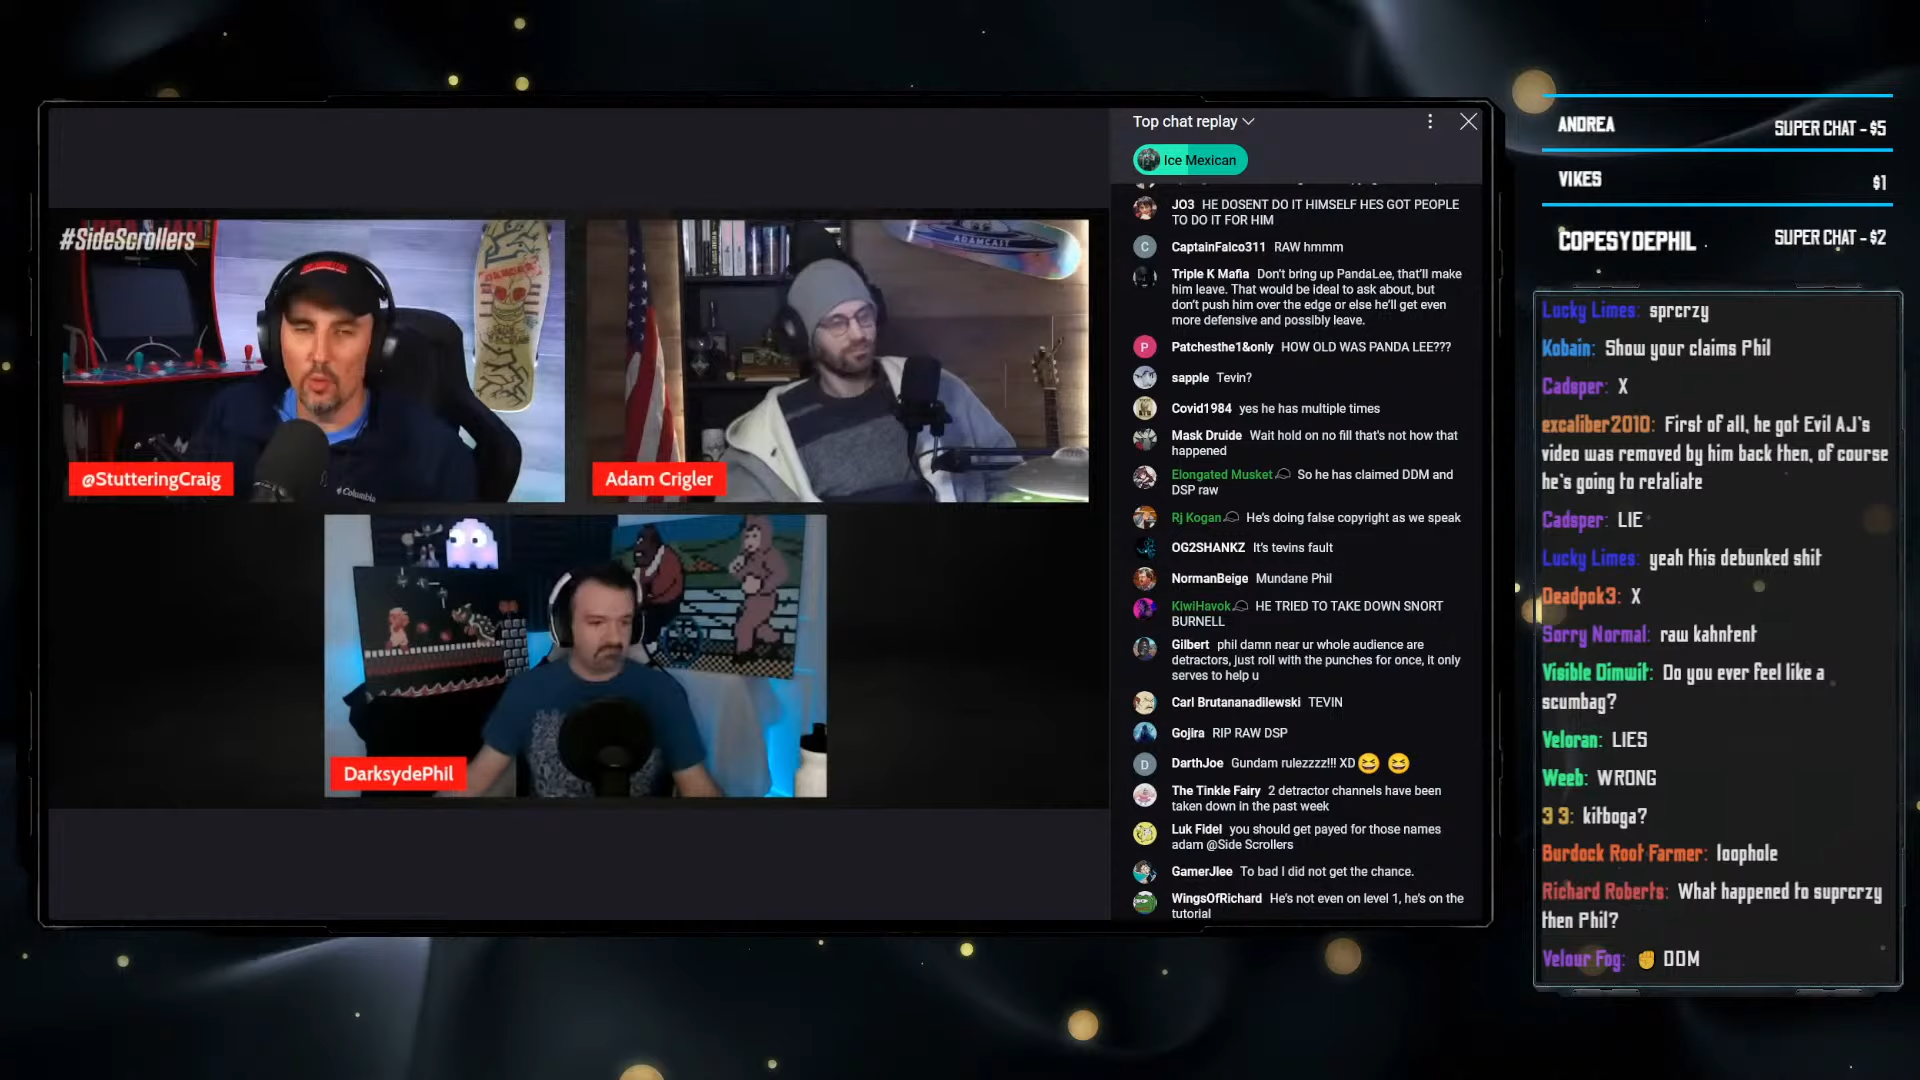 #SideScrollers
@StutteringCraig
Columbia
ADAMCAST
Adam Crigler
DarksydePhil
Top chat replay
Ice Mexican
JO3 HE DOSENT DO IT HIMSELF HES GOT PEOPLE
TO DO IT FOR HIM
C CaptainFalco311 RAW hmmm
Triple K Mafia Don't bring up PandaLee, that'll make
him leave. That would be ideal to ask about, but
don't push him over the edge or else he'll get even
more defensive and possibly leave.
P Patchesthe1&only HOW OLD WAS PANDA LEE???
sapple Tevin?
Covid1984 yes he has multiple times
Mask Druide Wait hold on no fill that's not how that
happened
Elongated Musket So he has claimed DDM and
DSP raw
Rj Kogan He's doing false copyright as we speak
OG2SHANKZ It's tevins fault
NormanBeige Mundane Phil
KiwiHavok HE TRIED TO TAKE DOWN SNORT
BURNELL
Gilbert phil damn near ur whole audience are
detractors, just roll with the punches for once, it only
serves to help u
Carl Brutananadilewski TEVIN
Gojira RIP RAW DSP
D DarthJoe Gundam rulezzzz!!! XD 😆 😆
The Tinkle Fairy 2 detractor channels have been
taken down in the past week
Luk Fidel you should get payed for those names
adam @Side Scrollers
GamerJlee To bad I did not get the chance.
WingsOfRichard He's not even on level 1, he's on the
tutorial
ANDREA SUPER CHAT - $5
VIKES $1
COPESYDEPHIL SUPER CHAT - $2
Lucky Limes: sprcrzy
Kobain: Show your claims Phil
Cadsper: X
excaliber2010: First of all, he got Evil AJ's
video was removed by him back then, of course
he's going to retaliate
Cadsper: LIE
Lucky Limes: yeah this debunked shit
Deadpok3: X
Sorry Normal: raw kahntent
Visible Dimwit: Do you ever feel like a
scumbag?
Veloran: LIES
Weeb: WRONG
3 3: kitboga?
Burdock Root Farmer: loophole
Richard Roberts: What happened to suprcrzy
then Phil?
Velour Fog: ✊ DDM